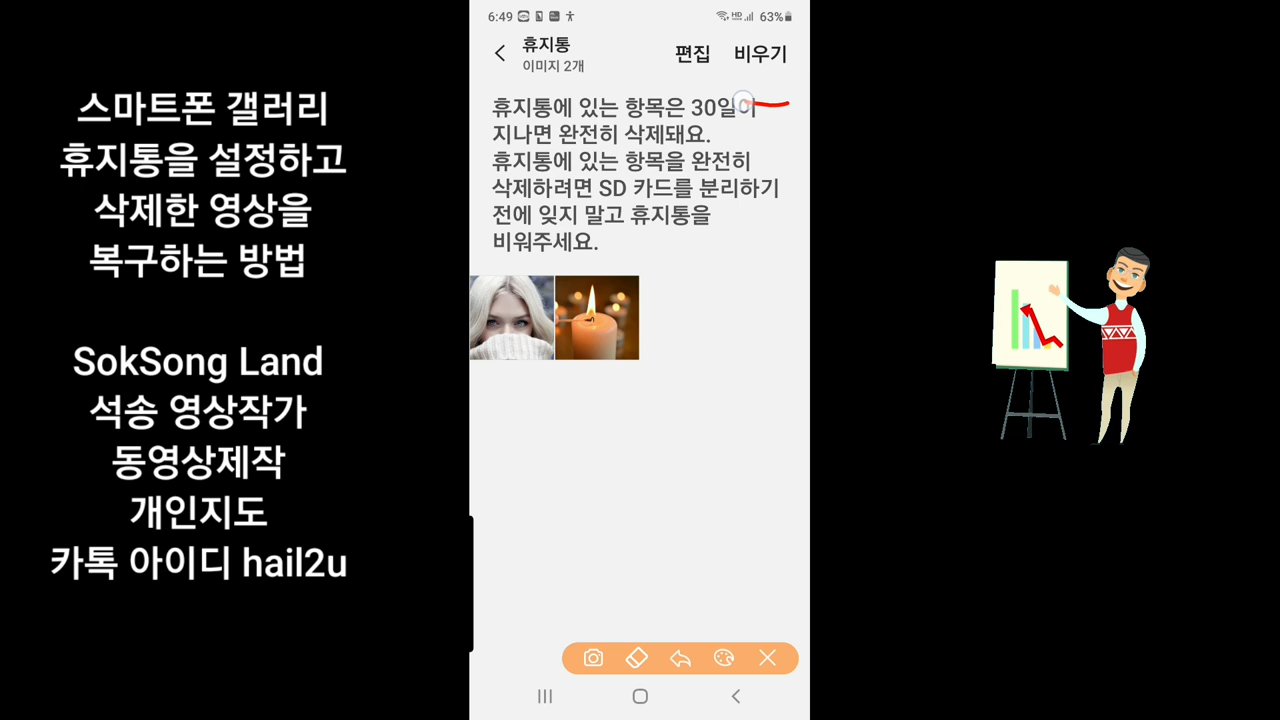 스마트폰 갤러리
휴지통을 설정하고
삭제한 영상을
복구하는 방법
SokSong Land
석송 영상작가
동영상제작
개인지도
카톡 아이디 hail2u
6:49
HD
63%
휴지통
이미지 2개
편집
비우기
휴지통에 있는 항목은 30일이
지나면 완전히 삭제돼요.
휴지통에 있는 항목을 완전히
삭제하려면 SD 카드를 분리하기
전에 잊지 말고 휴지통을
비워주세요.